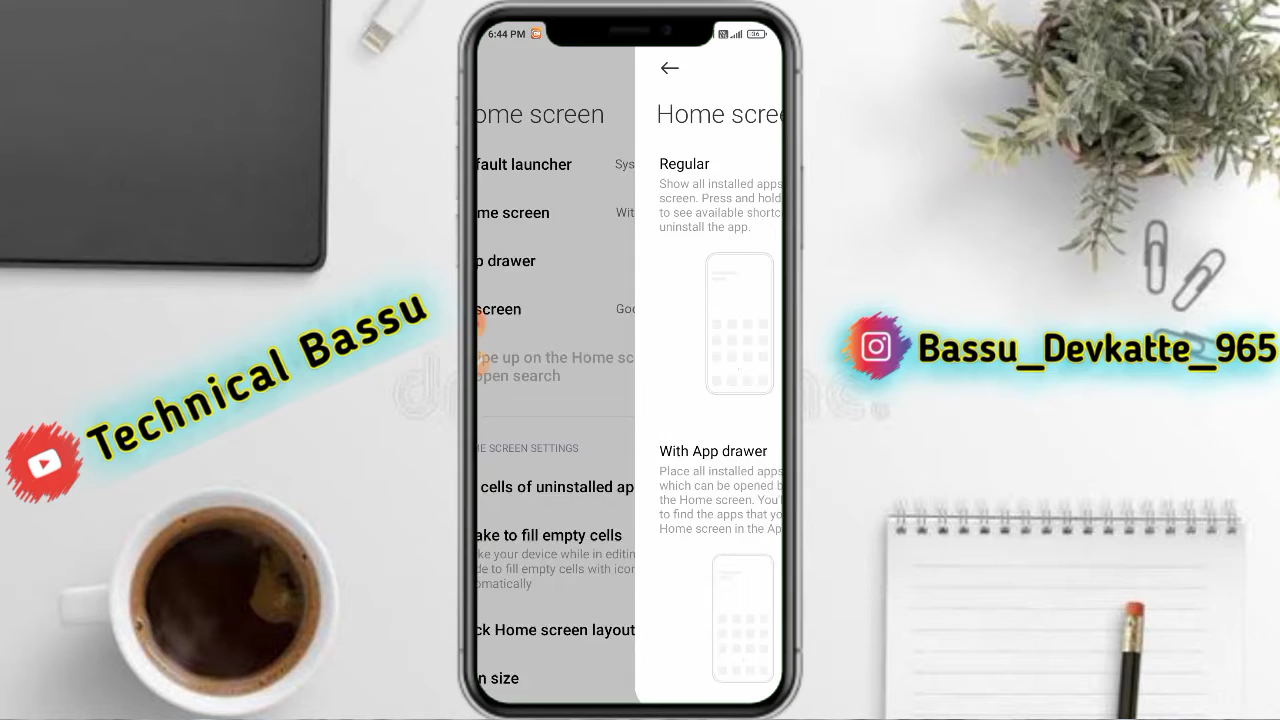 6:44 PM
36
ome screen
fault launcher
Sys
me screen
Wit
p drawer
screen
Goo
pe up on the Home sc
open search
E SCREEN SETTINGS
cells of uninstalled ap
ake to fill empty cells
ke your device while in editin
de to fill empty cells with icor
omatically
ck Home screen layout
n size
Home scree
Regular
Show all installed apps
screen. Press and hold
to see available shortc
uninstall the app.
With App drawer
Place all installed apps
which can be opened b
the Home screen. You'l
to find the apps that yo
Home screen in the Ap
Technical Bassu
Bassu_Devkatte_965